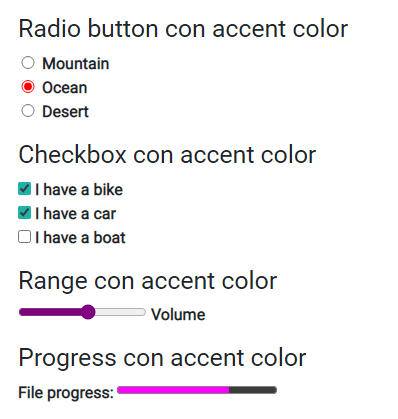 Radio button con accent color
Mountain
Ocean
Desert
Checkbox con accent color
I have a bike
I have a car
I have a boat
Range con accent color
Volume
Progress con accent color
File progress: